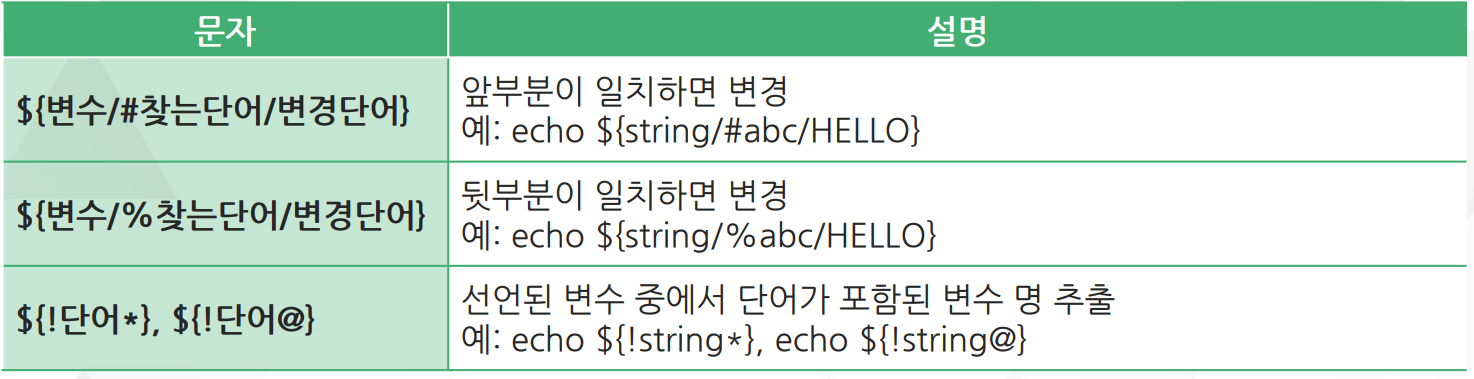 문자
설명
${변수/#찾는단어/변경단어}
앞부분이 일치하면 변경
예: echo ${string/#abc/HELLO}
${변수/%찾는단어/변경단어}
뒷부분이 일치하면 변경
예: echo ${string/%abc/HELLO}
${!단어*}, ${!단어@}
선언된 변수 중에서 단어가 포함된 변수 명 추출
예: echo ${!string*}, echo ${!string@}